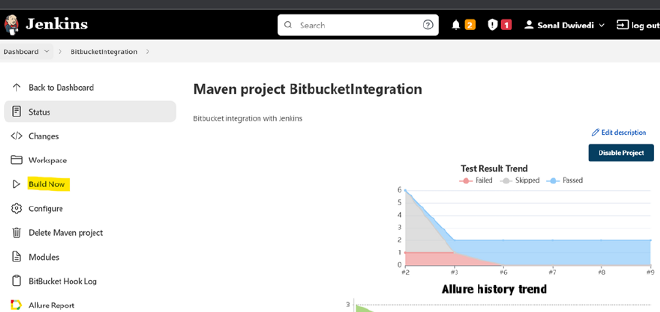 Jenkins
Search
2
1
Sonal Dwivedi
log out
Dashboard
BitbucketIntegration
Back to Dashboard
Status
Changes
Workspace
Build Now
Configure
Delete Maven project
Modules
BitBucket Hook Log
Allure Report
Maven project BitbucketIntegration
Bitbucket integration with Jenkins
Edit description
Disable Project
Test Result Trend
Failed Skipped Passed
6
5
4
3
2
1
0
#2 #3 #6 #7 #8 #9
Allure history trend
3